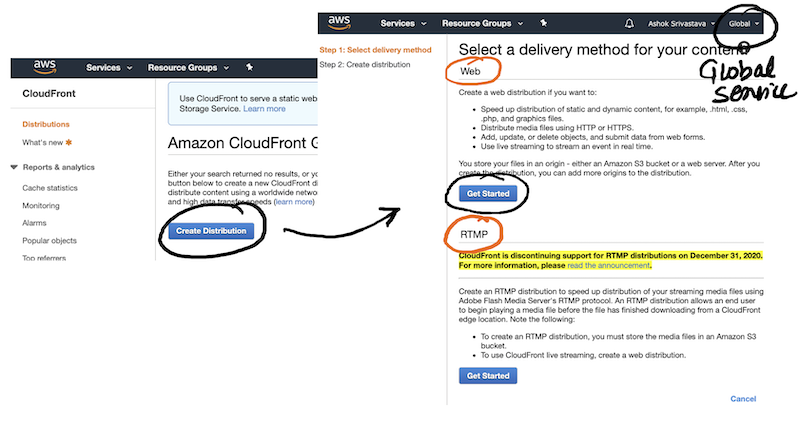 aws
Services
Resource Groups
CloudFront
Distributions
What's new
Reports & analytics
Cache statistics
Monitoring
Alarms
Popular objects
Top referrers
Use CloudFront to serve a static webs
Storage Service. Learn more
Amazon CloudFront G
Either your search returned no results, or yo
button below to create a new CloudFront di
distribute content using a worldwide networ
and high data transfer speeds (learn more)
Create Distribution
aws
Services
Resource Groups
Ashok Srivastava
Global
Global
service
Step 1: Select delivery method
Step 2: Create distribution
Select a delivery method for your content
Web
Create a web distribution if you want to:
• Speed up distribution of static and dynamic content, for example, .html, .css,
.php, and graphics files.
• Distribute media files using HTTP or HTTPS.
• Add, update, or delete objects, and submit data from web forms.
• Use live streaming to stream an event in real time.
You store your files in an origin - either an Amazon S3 bucket or a web server. After you
create the distribution, you can add more origins to the distribution.
Get Started
RTMP
CloudFront is discontinuing support for RTMP distributions on December 31, 2020.
For more information, please read the announcement.
Create an RTMP distribution to speed up distribution of your streaming media files using
Adobe Flash Media Server's RTMP protocol. An RTMP distribution allows an end user
to begin playing a media file before the file has finished downloading from a CloudFront
edge location. Note the following:
• To create an RTMP distribution, you must store the media files in an Amazon S3
bucket.
• To use CloudFront live streaming, create a web distribution.
Get Started
Cancel